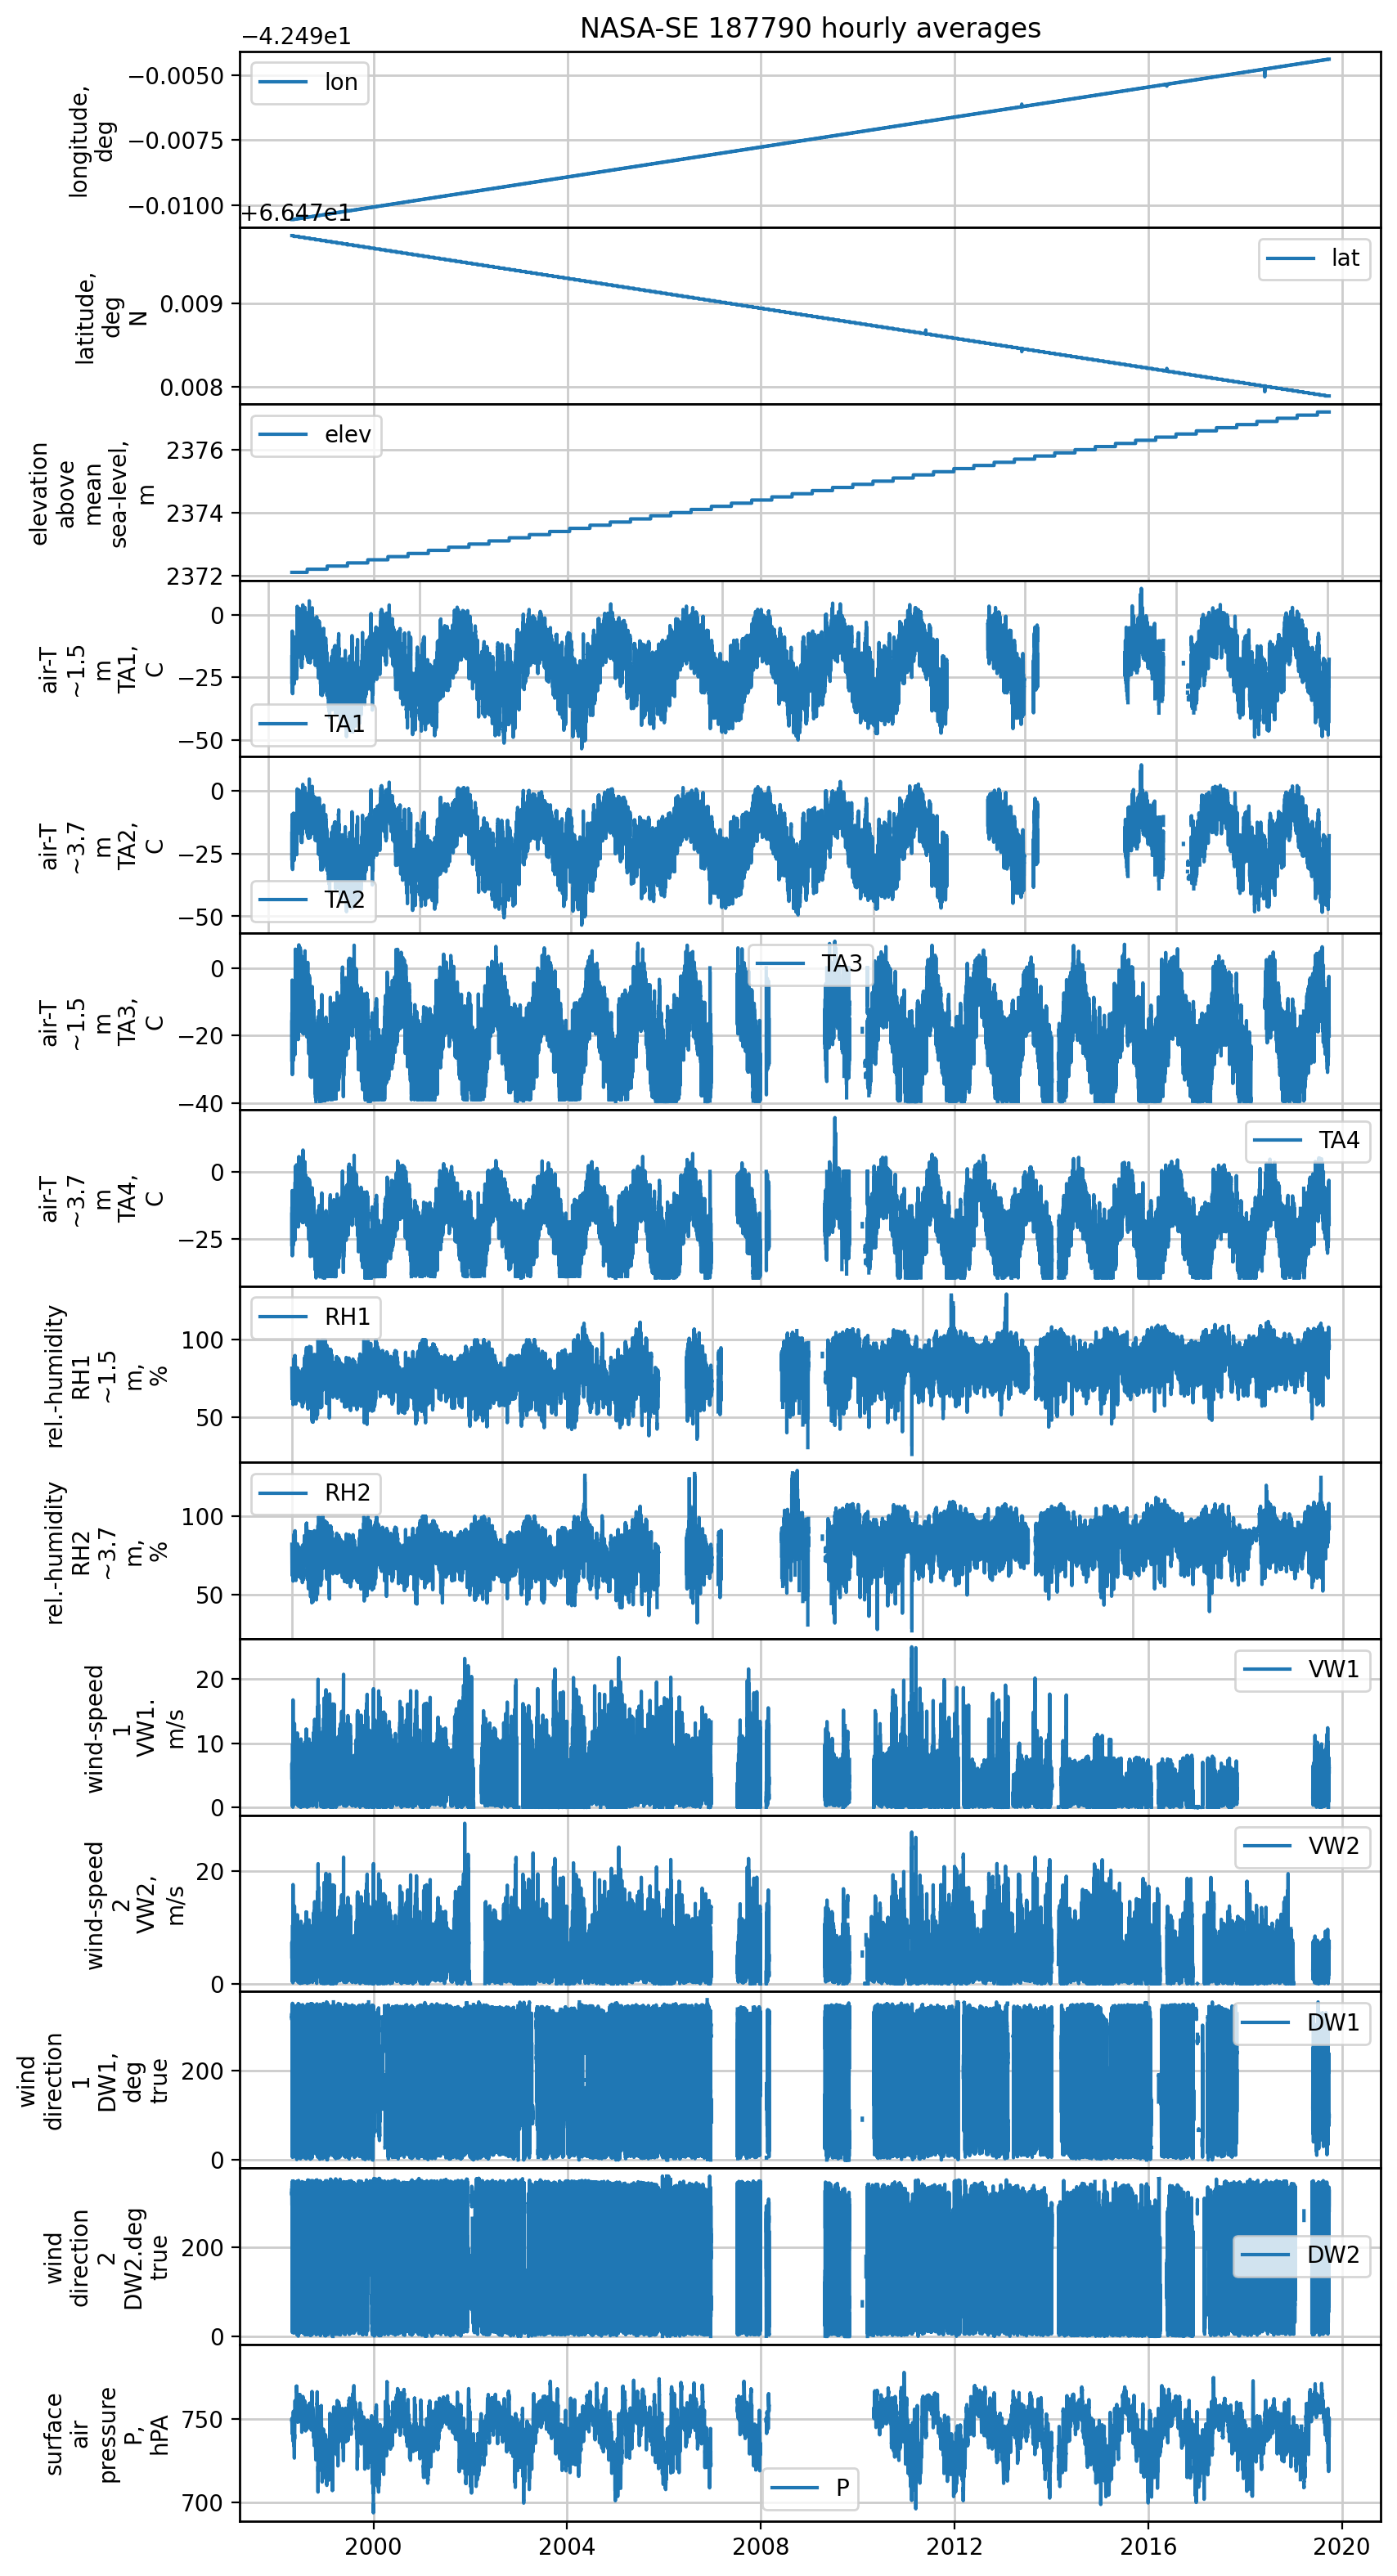 NASA-SE 187790 hourly averages
−4.249e1
−0.0050
−0.0075
−0.0100
longitude,
deg
lon
+6.647e1
0.009
0.008
latitude,
deg
N
lat
2376
2374
2372
elevation
above
mean
sea-level,
m
elev
0
−25
−50
air-T
~1.5
m
TA1,
C
TA1
0
−25
−50
air-T
~3.7
m
TA2,
C
TA2
0
−20
−40
air-T
~1.5
m
TA3,
C
TA3
0
−25
air-T
~3.7
m
TA4,
C
TA4
100
50
rel.-humidity
RH1
~1.5
m,
%
RH1
100
50
rel.-humidity
RH2
~3.7
m,
%
RH2
20
10
0
wind-speed
1
VW1.
m/s
VW1
20
0
wind-speed
2
VW2,
m/s
VW2
200
0
wind
direction
1
DW1,
deg
true
DW1
200
0
wind
direction
2
DW2.deg
true
DW2
750
700
surface
air
pressure
P,
hPA
P
2000 2004 2008 2012 2016 2020